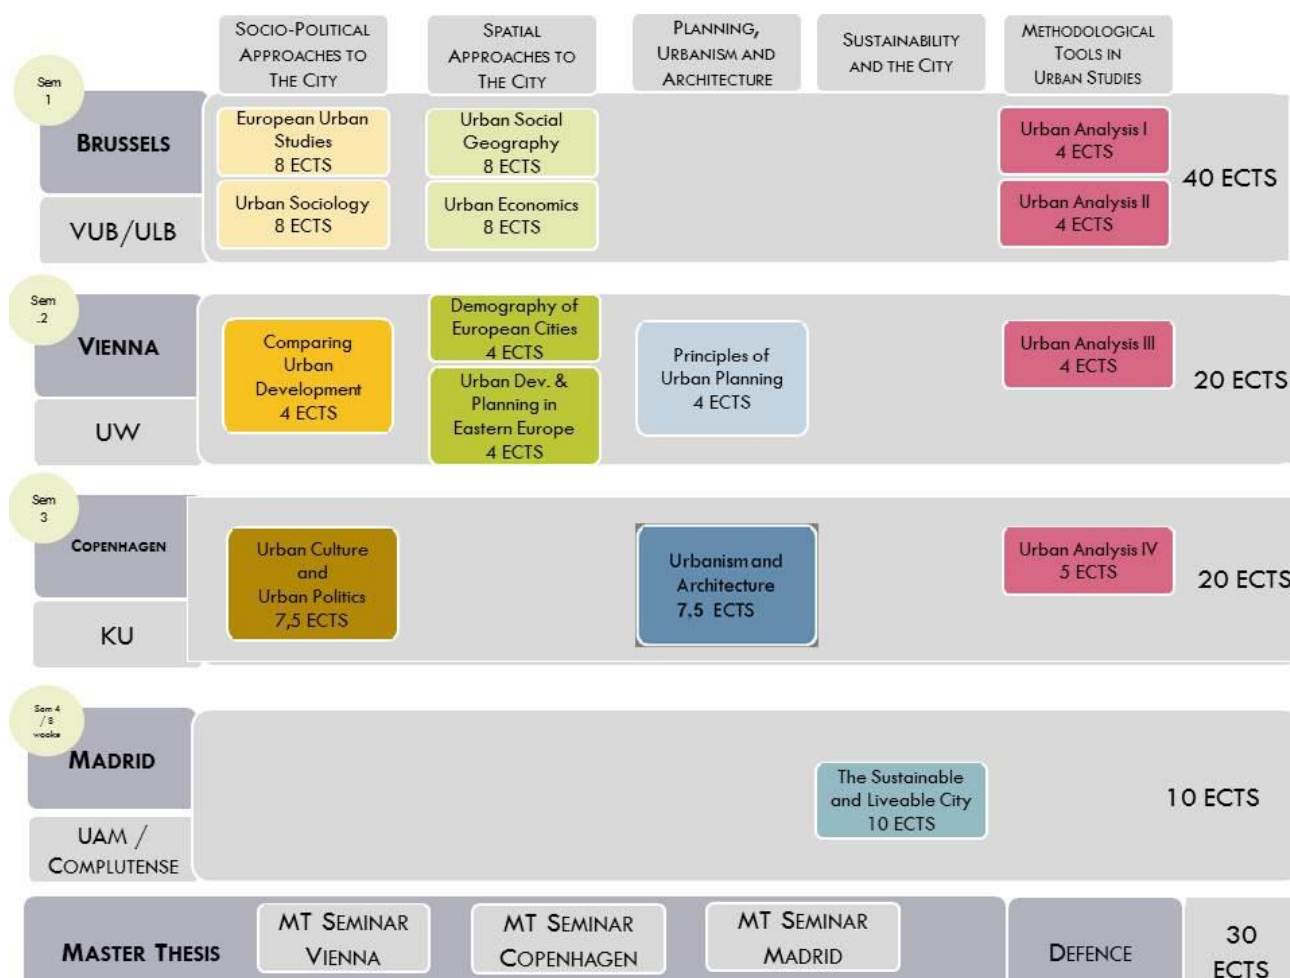 SOCIO-POLITICAL
APPROACHES TO
THE CITY
SPATIAL
APPROACHES TO
THE CITY
PLANNING,
URBANISM AND
ARCHITECTURE
SUSTAINABILITY
AND THE CITY
METHODOLOGICAL
TOOLS IN
URBAN STUDIES
Sem
1
BRUSSELS
VUB/ULB
European Urban
Studies
8 ECTS
Urban Sociology
8 ECTS
Urban Social
Geography
8 ECTS
Urban Economics
8 ECTS
Urban Analysis I
4 ECTS
Urban Analysis II
4 ECTS
40 ECTS
Sem
.2
VIENNA
UW
Comparing
Urban
Development
4 ECTS
Demography of
European Cities
4 ECTS
Urban Dev. &
Planning in
Eastern Europe
4 ECTS
Principles of
Urban Planning
4 ECTS
Urban Analysis III
4 ECTS
20 ECTS
Sem
3
COPENHAGEN
KU
Urban Culture
and
Urban Politics
7,5 ECTS
Urbanism and
Architecture
7,5 ECTS
Urban Analysis IV
5 ECTS
20 ECTS
Sem 4
/ 8
weeks
MADRID
UAM /
COMPLUTENSE
The Sustainable
and Liveable City
10 ECTS
10 ECTS
MASTER THESIS
MT SEMINAR
VIENNA
MT SEMINAR
COPENHAGEN
MT SEMINAR
MADRID
DEFENCE
30
ECTS